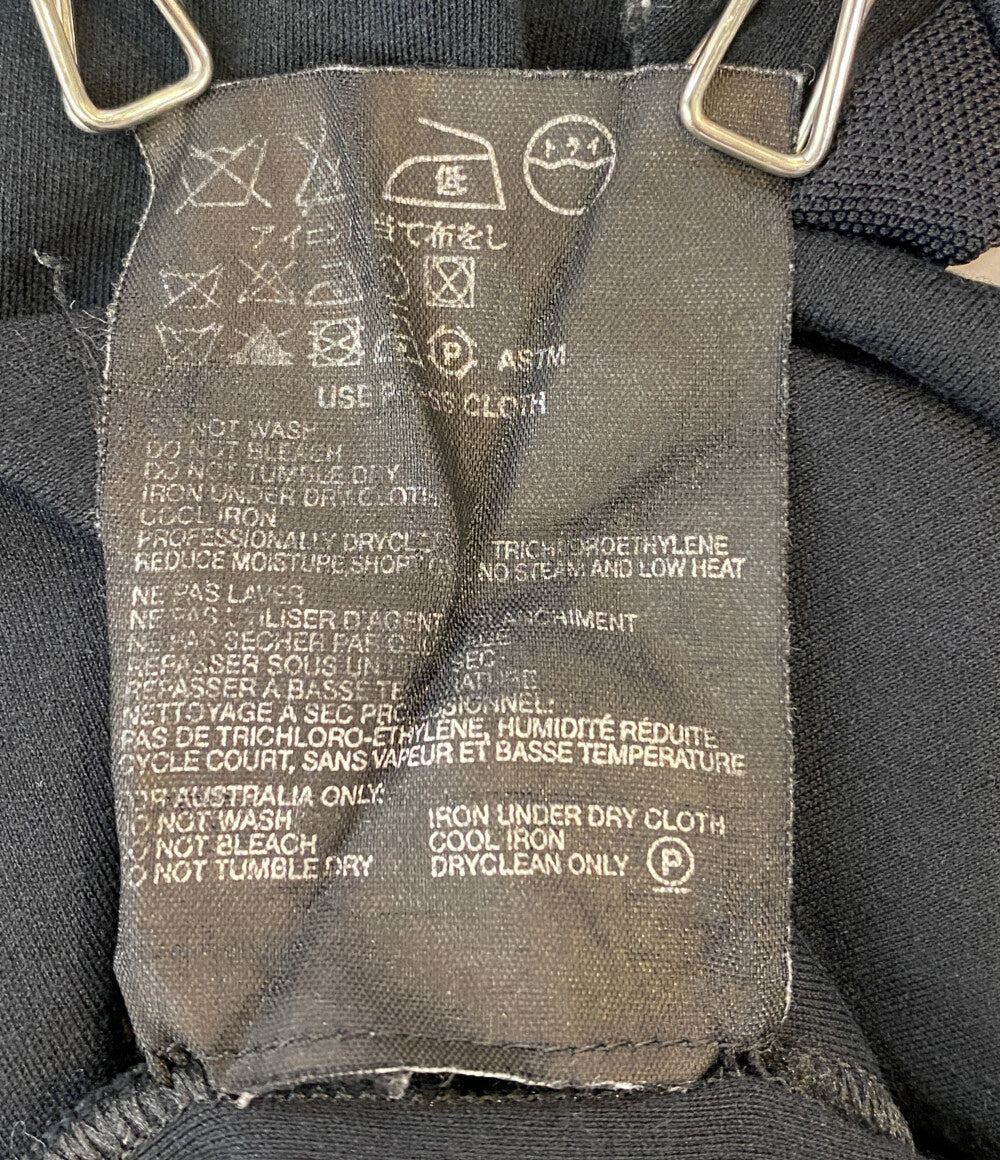 ドライ
低
アイロン 当て布をし
P ASTM
USE PRESS CLOTH
NOT WASH
DO NOT BLEACH
DO NOT TUMBLE DRY
IRON UNDER DRY CLOTH
COOL IRON
PROFESSIONALLY DRYCLE TRICHLOROETHYLENE
REDUCE MOISTURE SHORT NO STEAM AND LOW HEAT
NE PAS LAVER
NE PAS UTILISER D'AGENT BLANCHIMENT
NE PAS SECHER PAR
REPASSER SOUS UN SEC
REPASSER A BASSE TEMPERATURE
NETTOYAGE A SEC PROFESSIONNEL:
PAS DE TRICHLORO-ETHYLENE, HUMIDITÉ RÉDUITE
CYCLE COURT, SANS VAPEUR ET BASSE TEMPÉRATURE
OR AUSTRALIA ONLY:
O NOT WASH IRON UNDER DRY CLOTH
O NOT BLEACH COOL IRON
O NOT TUMBLE DRY DRYCLEAN ONLY P